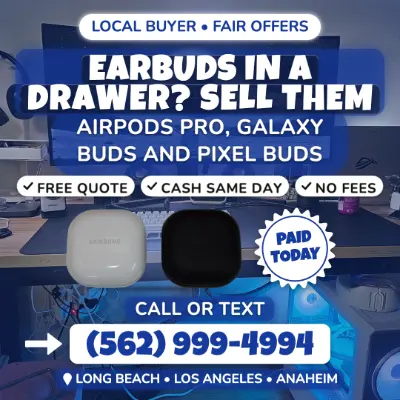 LOCAL BUYER • FAIR OFFERS
EARBUDS IN A
DRAWER? SELL THEM
AIRPODS PRO, GALAXY
BUDS AND PIXEL BUDS
FREE QUOTE
CASH SAME DAY
NO FEES
SAMSUNG
PAID
TODAY
CALL OR TEXT
(562) 999-4994
LONG BEACH • LOS ANGELES • ANAHEIM